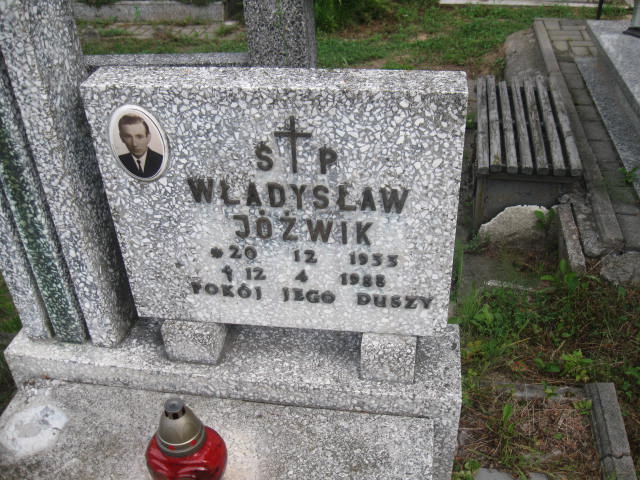 Ś † P
WŁADYSŁAW
JÓŹWIK
* 20 12 1933
† 12 4 1988
POKÓJ JEGO DUSZY